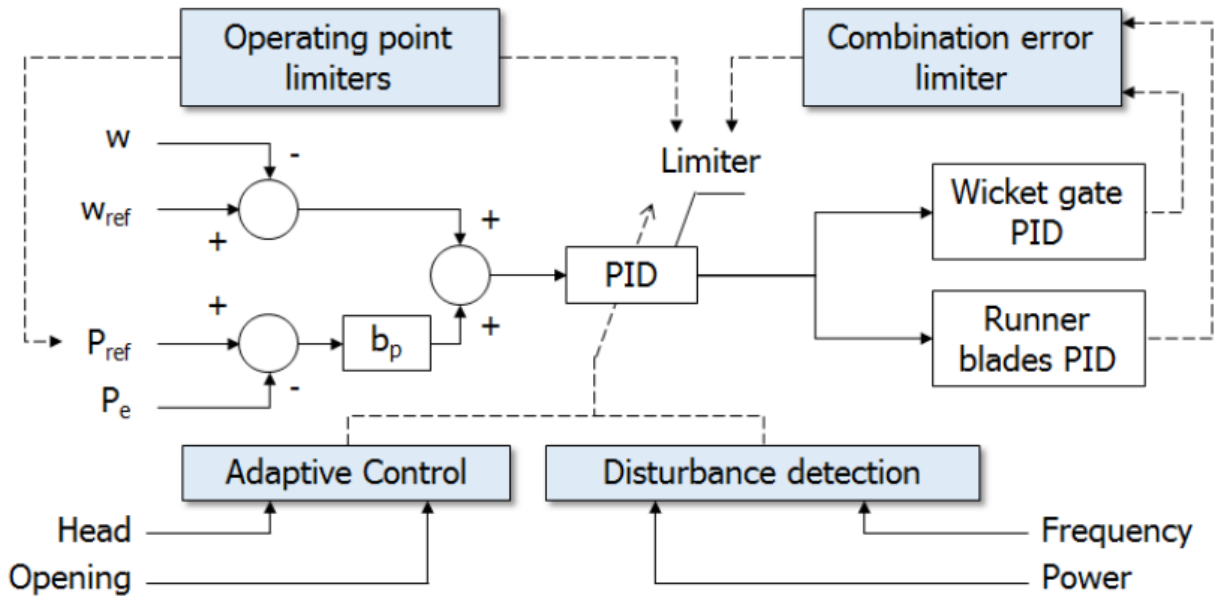 Operating point
limiters
Combination error
limiter
w
-
Limiter
w_ref
+
+
Wicket gate
PID
PID
+
P_ref
b_p
+
Runner
blades PID
P_e
-
Adaptive Control
Disturbance detection
Head
Frequency
Opening
Power